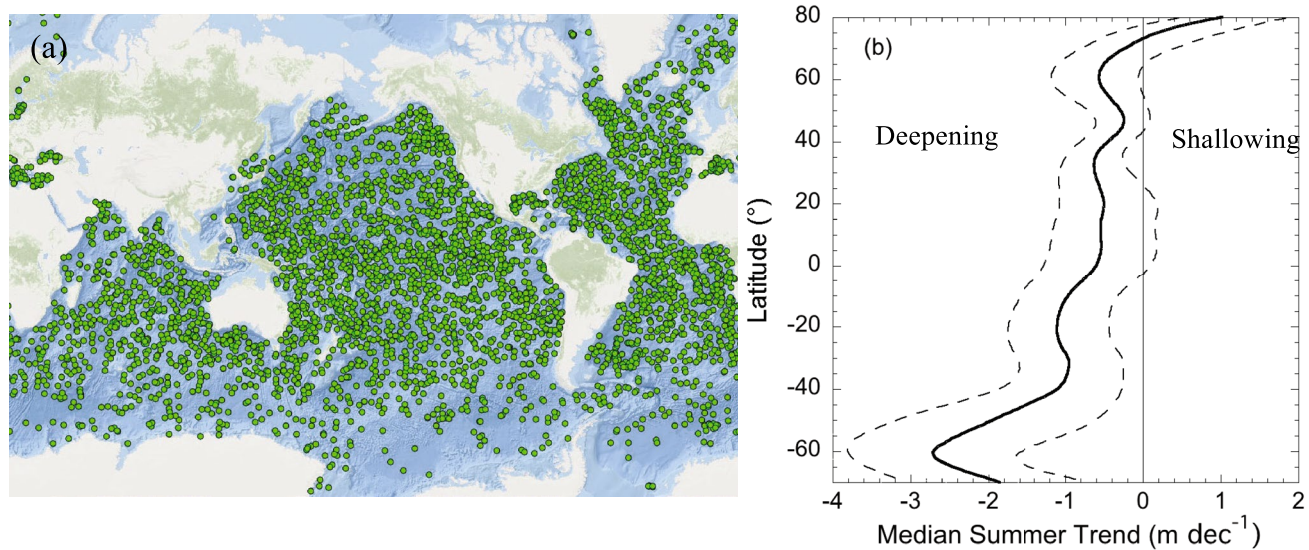 (a)
(b)
Deepening
Shallowing
Latitude (°)
80
60
40
20
0
-20
-40
-60
-4
-3
-2
-1
0
1
2
Median Summer Trend (m dec⁻¹)